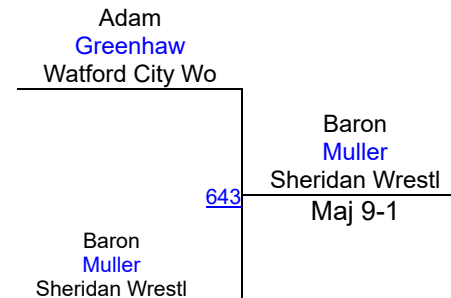 Adam
Greenhaw
Watford City Wo
Baron
Muller
Sheridan Wrestl
643
Maj 9-1
Baron
Muller
Sheridan Wrestl